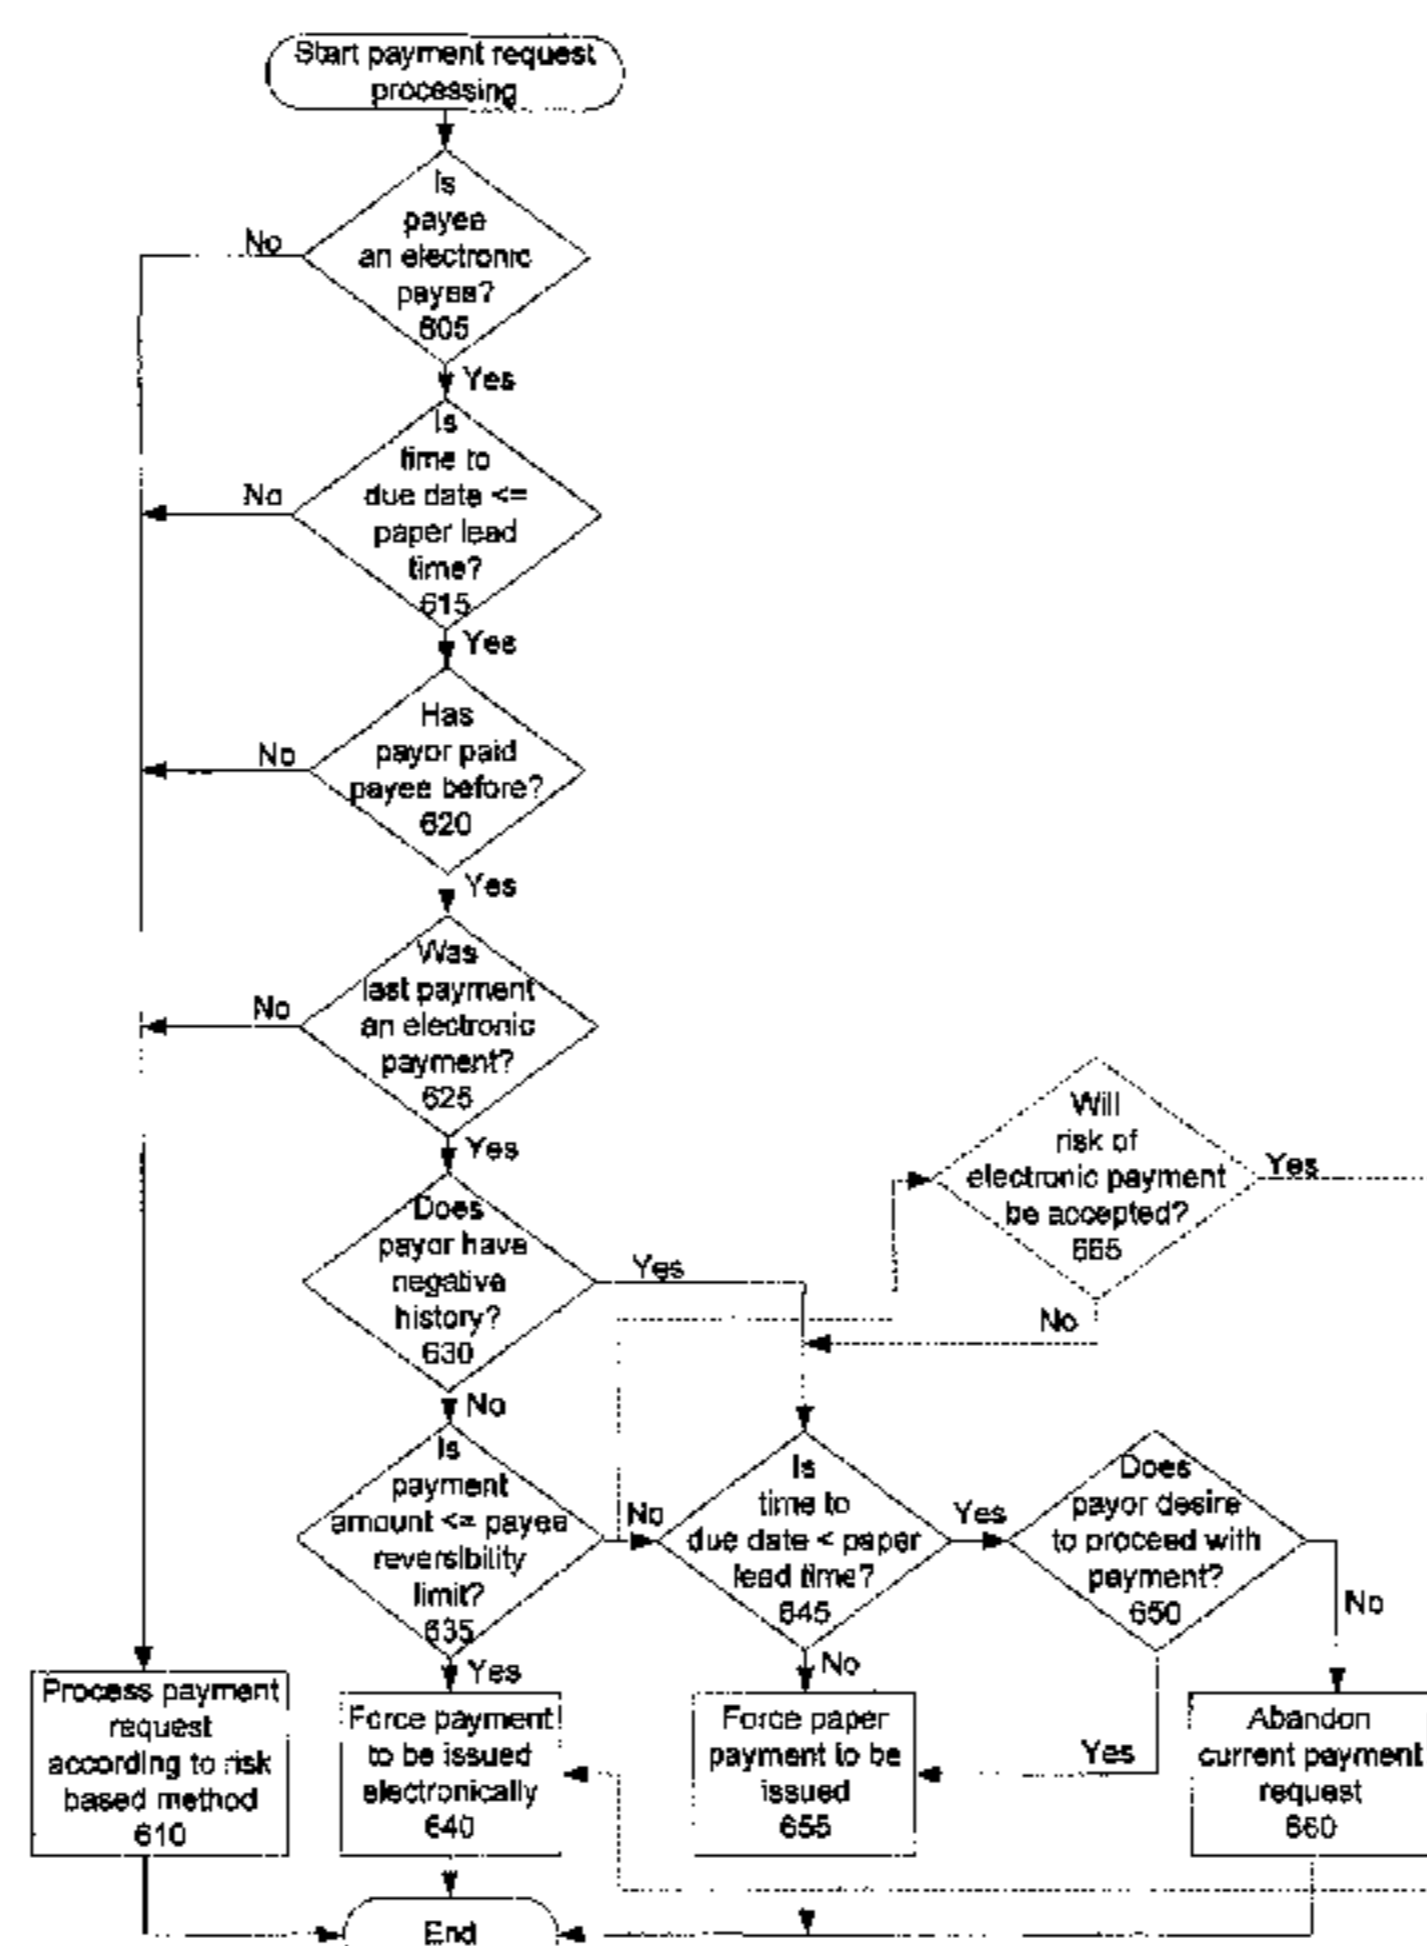 Start payment request
processing
Is
payee
an electronic
payee?
605
No
Yes
Is
time to
due date <=
paper lead
time?
615
No
Yes
Has
payor paid
payee before?
620
No
Yes
Was
last payment
an electronic
payment?
625
No
Yes
Does
payor have
negative
history?
630
Yes
No
Will
risk of
electronic payment
be accepted?
665
Yes
No
Is
payment
amount <= payee
reversibility
limit?
635
No
Yes
Is
time to
due date < paper
lead time?
645
Yes
No
Does
payor desire
to proceed with
payment?
650
No
Yes
Process payment
request
according to risk
based method
610
Force payment
to be issued
electronically
640
Force paper
payment to be
issued
655
Abandon
current payment
request
660
End